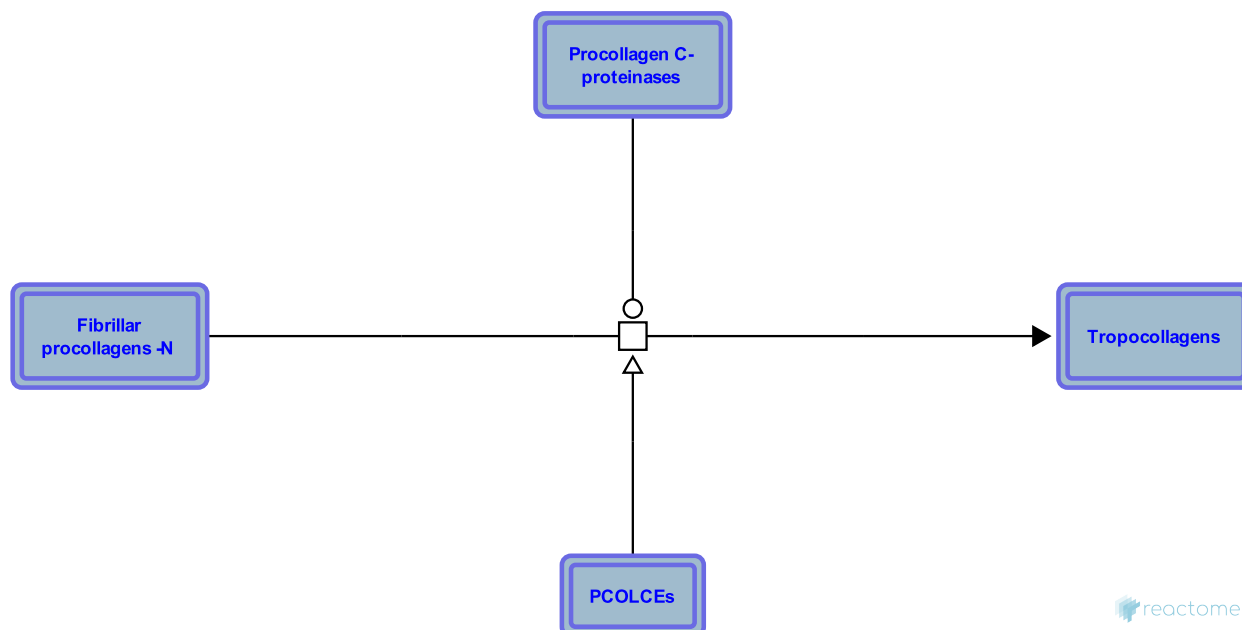 Procollagen C-
proteinases
Fibrillar
procollagens -N
Tropocollagens
PCOLCEs
reactome